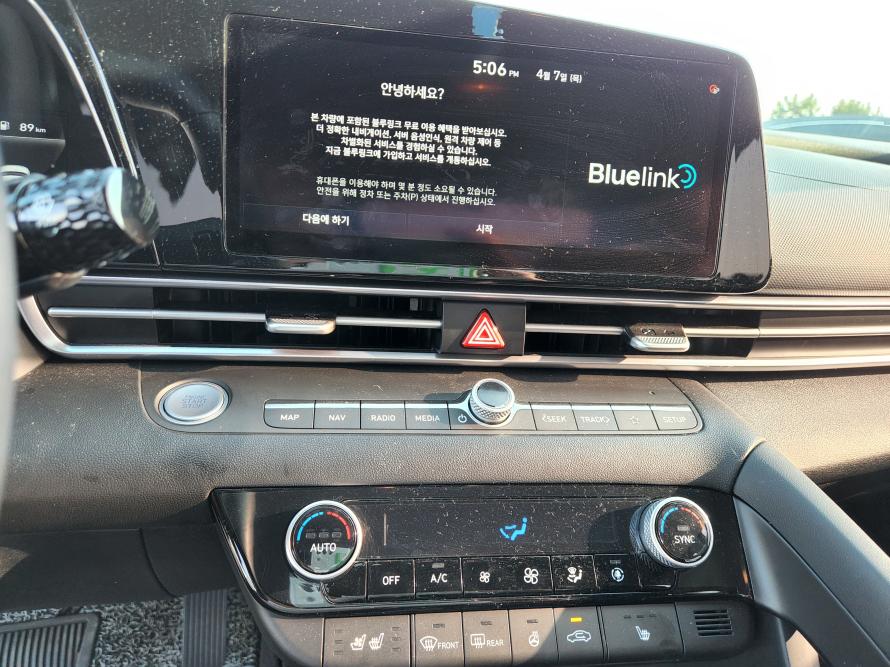 5:06 PM 4월 7일 (목)
89 km
안녕하세요?
본 차량에 포함된 블루링크 무료 이용 혜택을 받아보십시오.
더 정확한 내비게이션, 서버 음성인식, 원격 차량 제어 등
차별화된 서비스를 경험하실 수 있습니다.
지금 블루링크에 가입하고 서비스를 개통하십시오.
Bluelink
휴대폰을 이용해야 하며 몇 분 정도 소요될 수 있습니다.
안전을 위해 정차 또는 주차(P) 상태에서 진행하십시오.
다음에 하기 시작
ENGINE
START
STOP
MAP NAV RADIO MEDIA SEEK TRACK SETUP
AUTO SYNC
OFF A/C
FRONT REAR